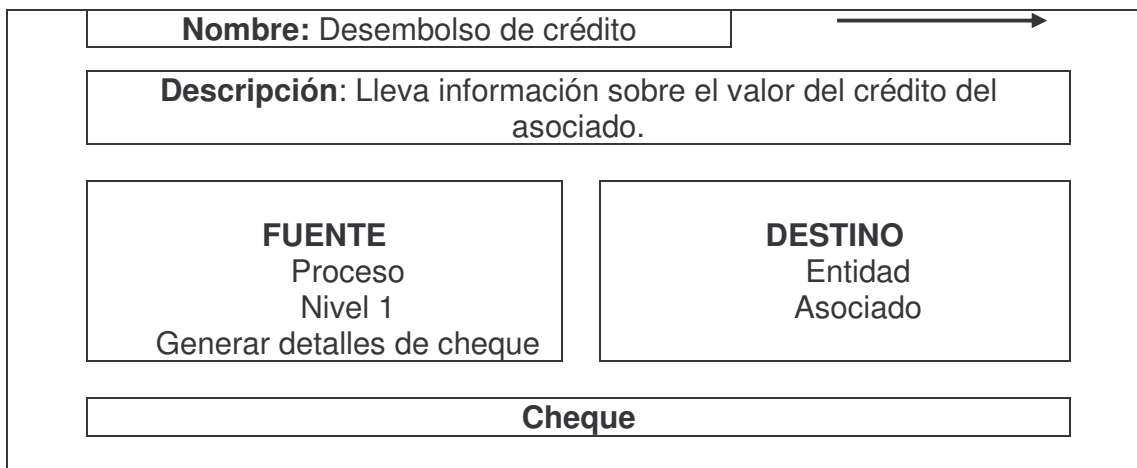 Nombre: Desembolso de crédito
Descripción: Lleva información sobre el valor del crédito del
asociado.
FUENTE
Proceso
Nivel 1
Generar detalles de cheque
DESTINO
Entidad
Asociado
Cheque